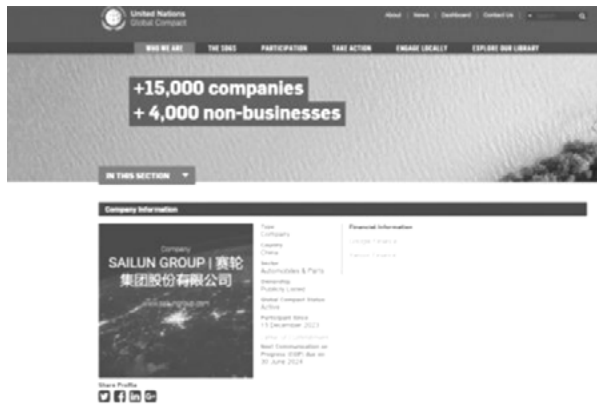 United Nations
Global Compact
About | News | Dashboard | Contact Us |
WHO WE ARE THE SDGS PARTICIPATION TAKE ACTION ENGAGE LOCALLY EXPLORE OUR LIBRARY
+15,000 companies
+ 4,000 non-businesses
IN THIS SECTION
Company Information
Company
SAILUN GROUP | 赛轮
集团股份有限公司
Type
Company
Country
China
Sector
Automobiles & Parts
Ownership
Publicly Listed
Global Compact Status
Active
Participant Since
Next Communication on
Progress (COP) due on
30 June 2024
Financial Information
Share Profile